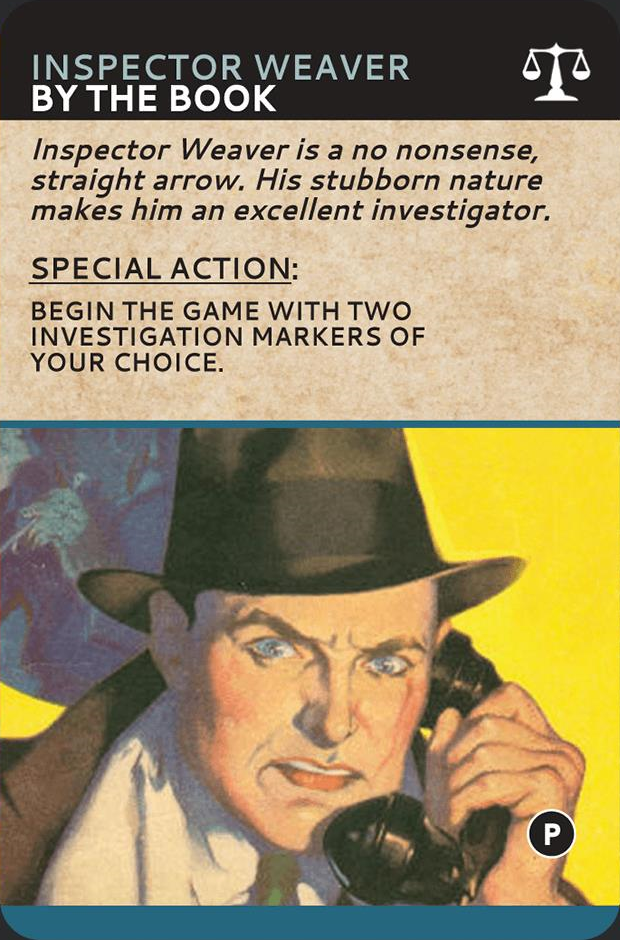 INSPECTOR WEAVER
BY THE BOOK
Inspector Weaver is a no nonsense,
straight arrow. His stubborn nature
makes him an excellent investigator.
SPECIAL ACTION:
BEGIN THE GAME WITH TWO
INVESTIGATION MARKERS OF
YOUR CHOICE.
P